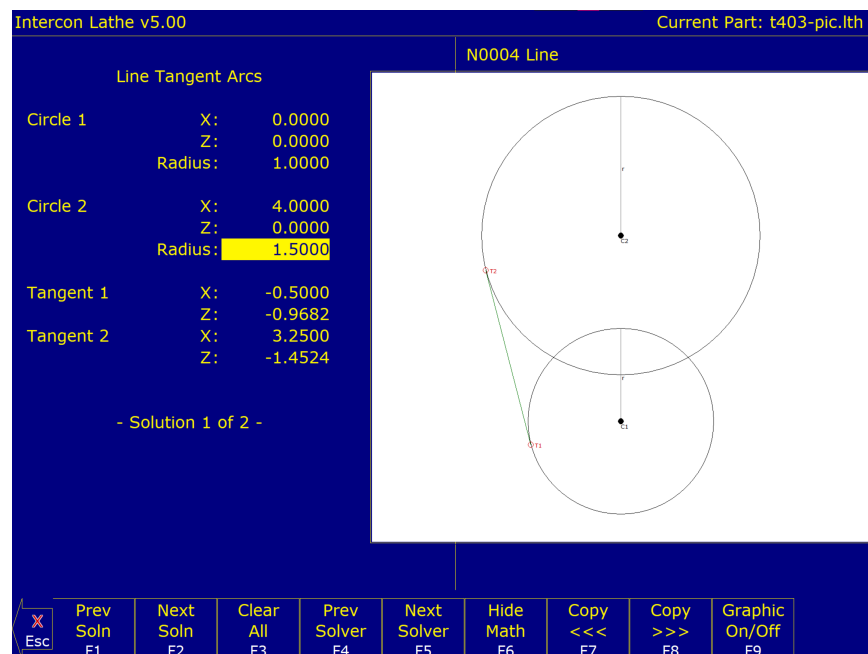 Intercon Lathe v5.00 Current Part: t403-pic.lth
N0004 Line
Line Tangent Arcs
Circle 1 X: 0.0000
Z: 0.0000
Radius: 1.0000
Circle 2 X: 4.0000
Z: 0.0000
Radius: 1.5000
Tangent 1 X: -0.5000
Z: -0.9682
Tangent 2 X: 3.2500
Z: -1.4524
- Solution 1 of 2 -
r
C2
T2
r
C1
T1
X Esc
Prev Soln F1
Next Soln F2
Clear All F3
Prev Solver F4
Next Solver F5
Hide Math F6
Copy <<< F7
Copy >>> F8
Graphic On/Off F9